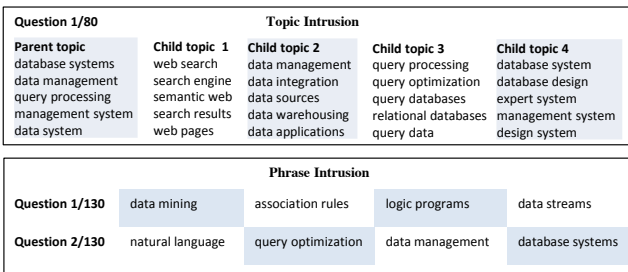 Question 1/80 Topic Intrusion
Parent topic Child topic 1 Child topic 2 Child topic 3 Child topic 4
database systems web search data management query processing database system
data management search engine data integration query optimization database design
query processing semantic web data sources query databases expert system
management system search results data warehousing relational databases management system
data system web pages data applications query data design system
Phrase Intrusion
Question 1/130 data mining association rules logic programs data streams
Question 2/130 natural language query optimization data management database systems